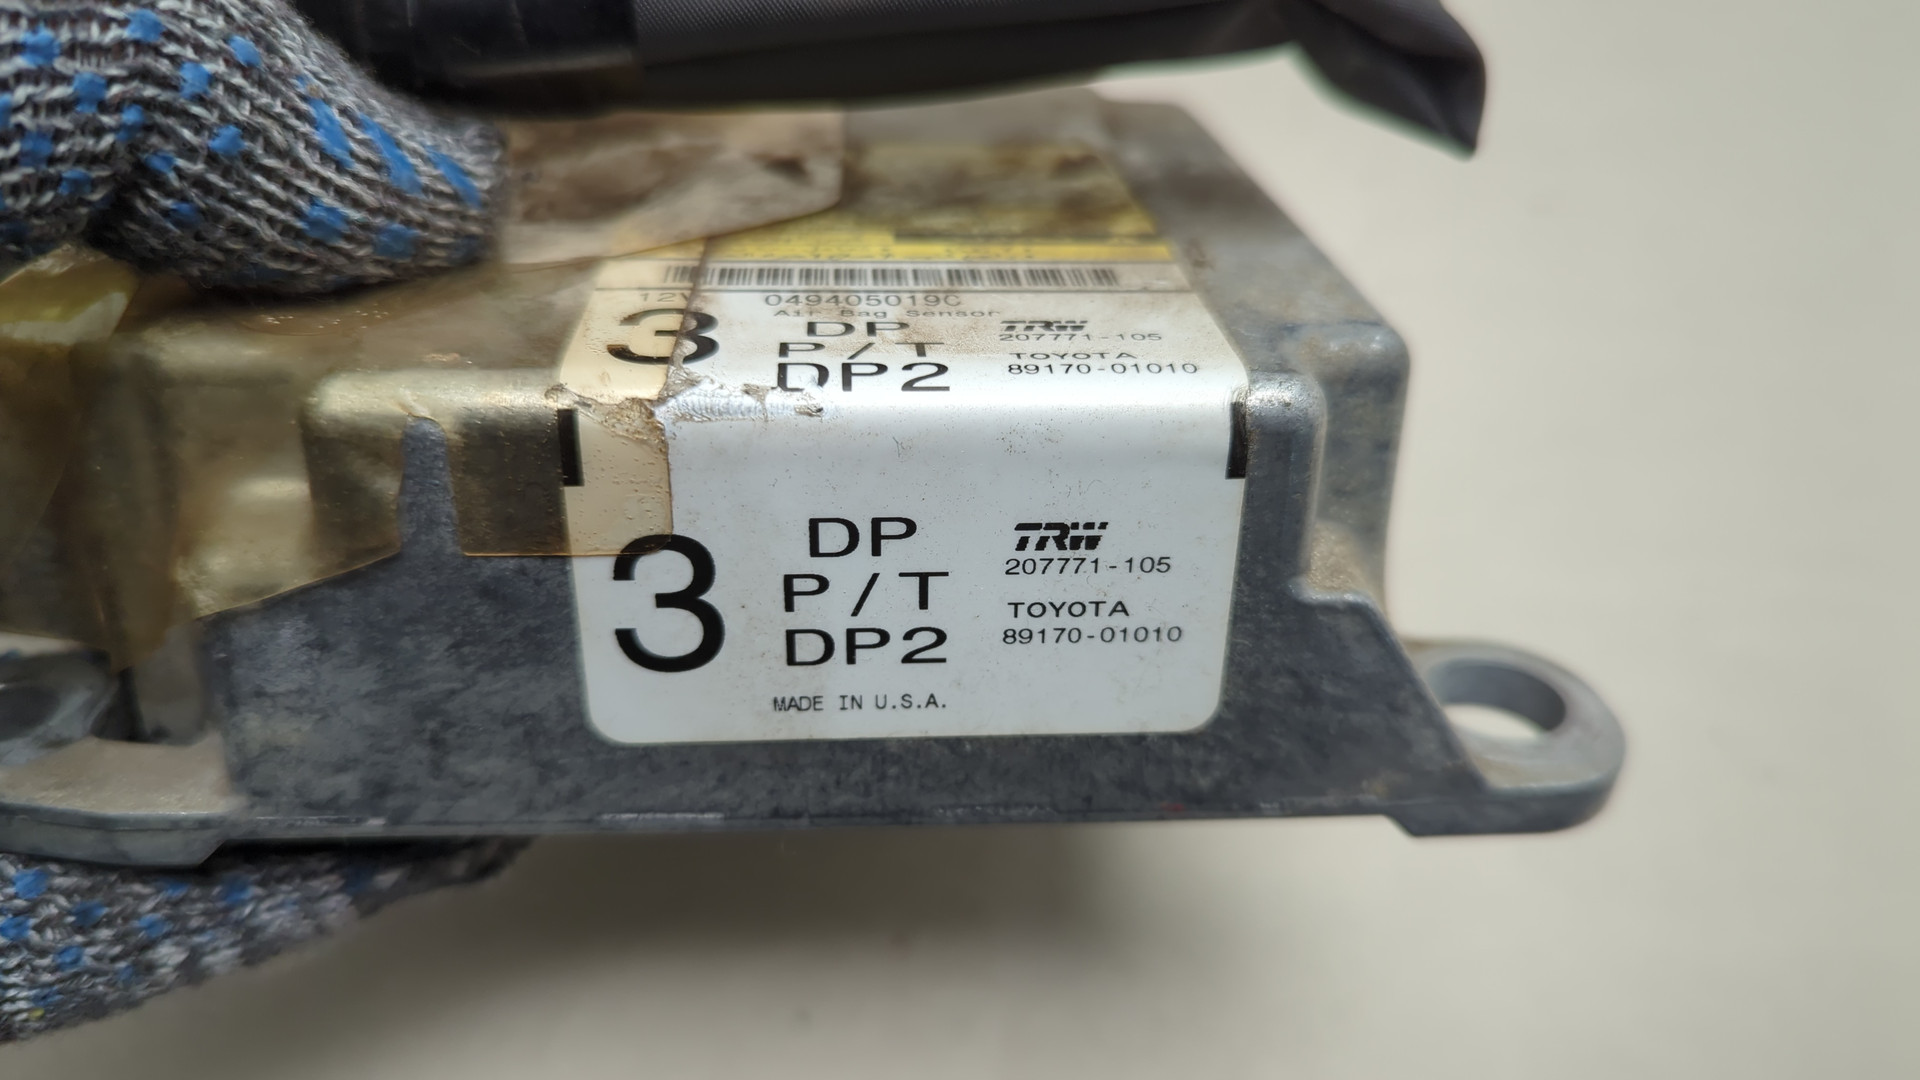 12V 049405019C
Air Bag Sensor
3
DP
P/T
DP2
TRW
207771-105
TOYOTA
89170-01010
3
DP
P/T
DP2
TRW
207771-105
TOYOTA
89170-01010
MADE IN U.S.A.